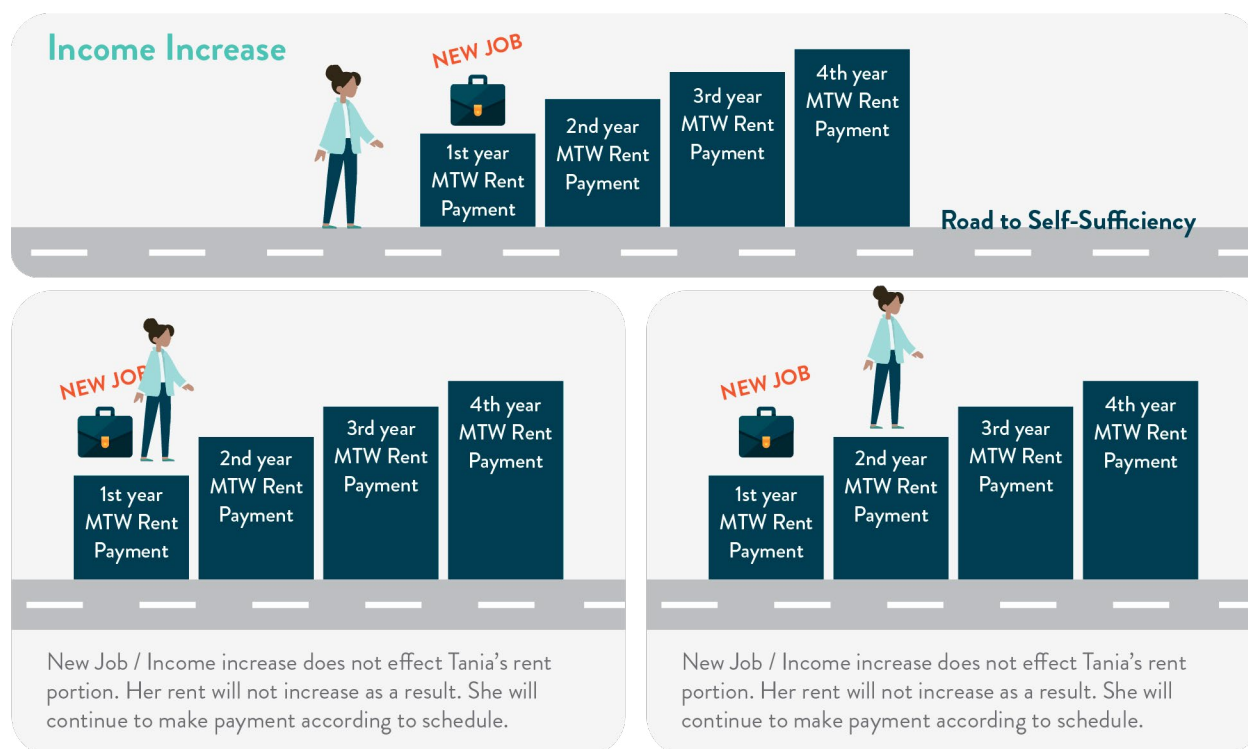 Income Increase
NEW JOB
1st year
MTW Rent
Payment
2nd year
MTW Rent
Payment
3rd year
MTW Rent
Payment
4th year
MTW Rent
Payment
Road to Self-Sufficiency
NEW JOB
1st year
MTW Rent
Payment
2nd year
MTW Rent
Payment
3rd year
MTW Rent
Payment
4th year
MTW Rent
Payment
New Job / Income increase does not effect Tania's rent
portion. Her rent will not increase as a result. She will
continue to make payment according to schedule.
NEW JOB
1st year
MTW Rent
Payment
2nd year
MTW Rent
Payment
3rd year
MTW Rent
Payment
4th year
MTW Rent
Payment
New Job / Income increase does not effect Tania's rent
portion. Her rent will not increase as a result. She will
continue to make payment according to schedule.